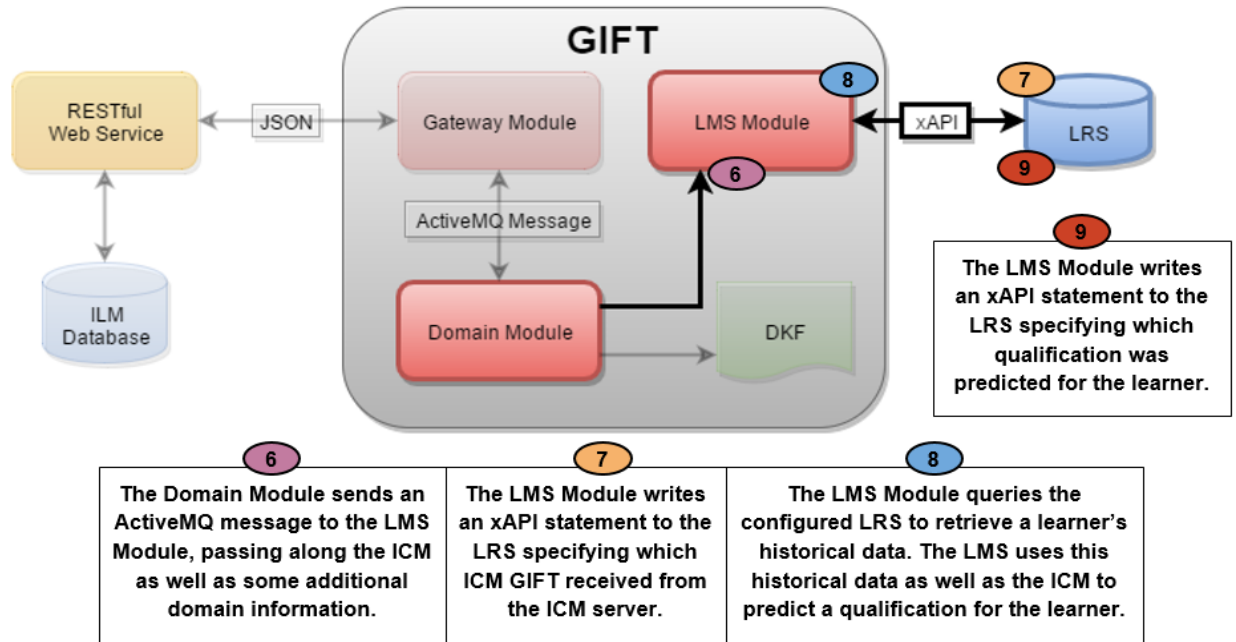 GIFT
8
7
RESTful
Web Service
JSON
Gateway Module
LMS Module
xAPI
LRS
6
9
ActiveMQ Message
ILM
Database
Domain Module
DKF
9
The LMS Module writes
an xAPI statement to the
LRS specifying which
qualification was
predicted for the learner.
6
The Domain Module sends an
ActiveMQ message to the LMS
Module, passing along the ICM
as well as some additional
domain information.
7
The LMS Module writes
an xAPI statement to the
LRS specifying which
ICM GIFT received from
the ICM server.
8
The LMS Module queries the
configured LRS to retrieve a learner's
historical data. The LMS uses this
historical data as well as the ICM to
predict a qualification for the learner.